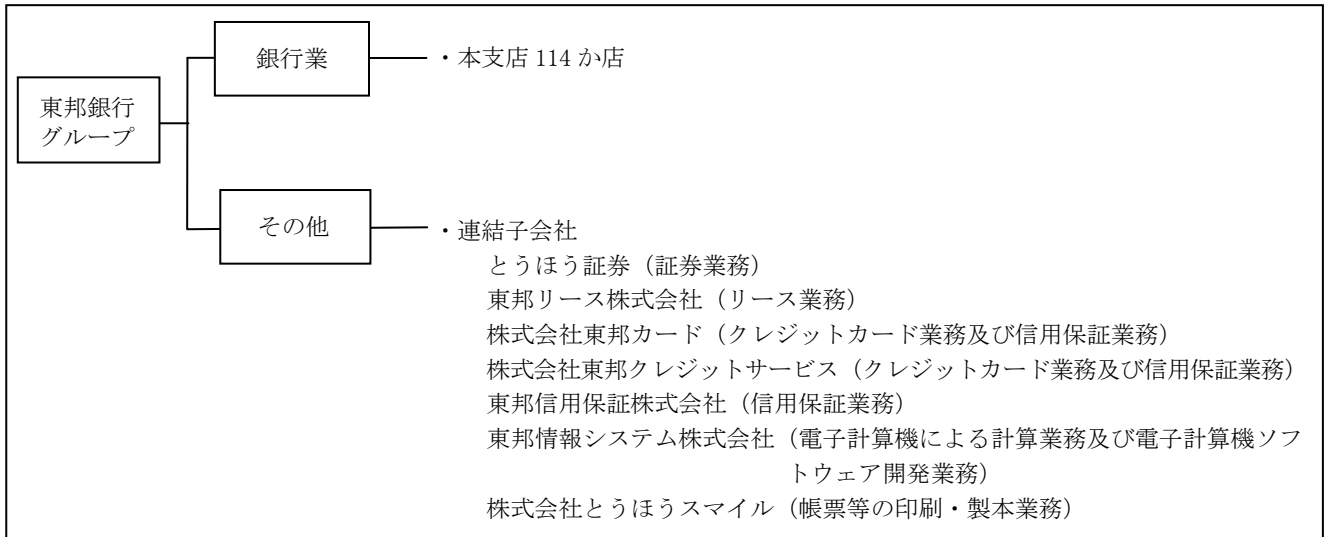 銀行業
・本支店 114 か店
東邦銀行
グループ
その他
・連結子会社
とうほう証券（証券業務）
東邦リース株式会社（リース業務）
株式会社東邦カード（クレジットカード業務及び信用保証業務）
株式会社東邦クレジットサービス（クレジットカード業務及び信用保証業務）
東邦信用保証株式会社（信用保証業務）
東邦情報システム株式会社（電子計算機による計算業務及び電子計算機ソフ
トウェア開発業務）
株式会社とうほうスマイル（帳票等の印刷・製本業務）